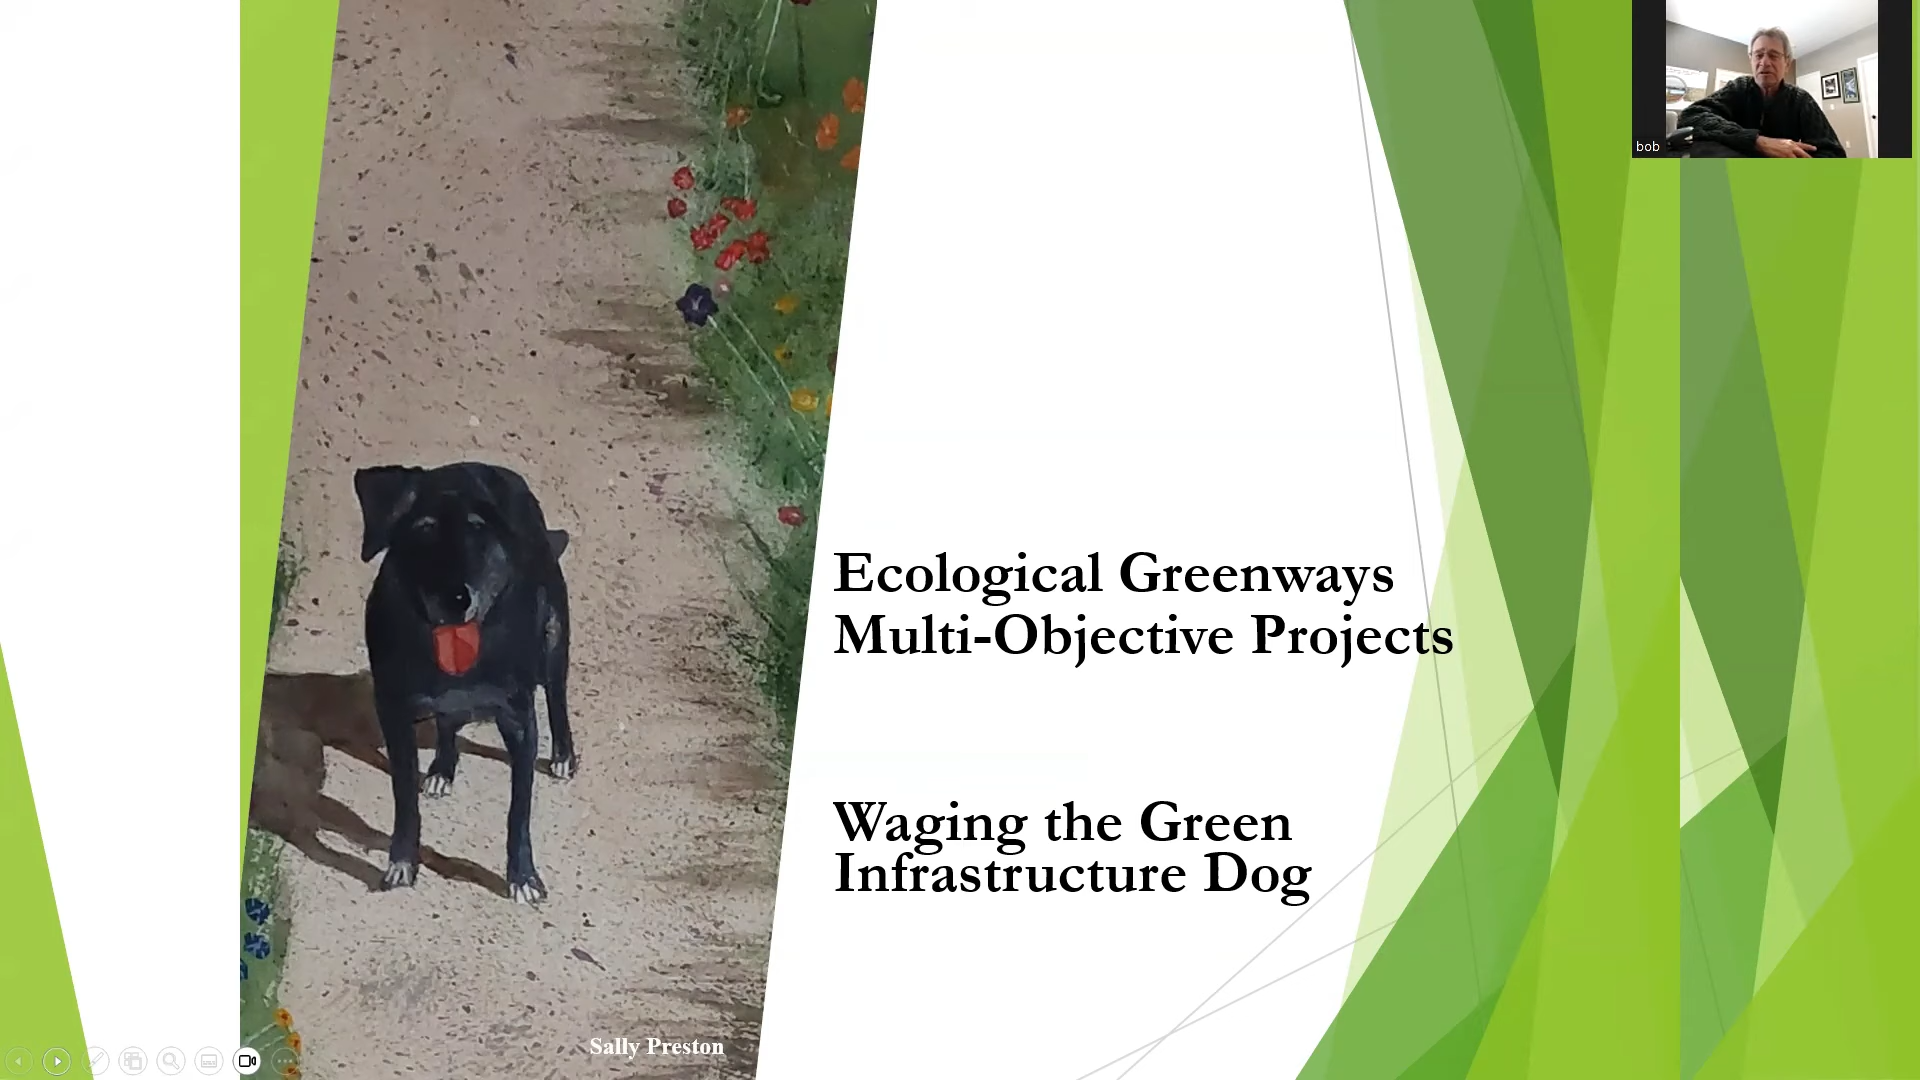 bob
Ecological Greenways
Multi-Objective Projects
Waging the Green
Infrastructure Dog
Sally Preston